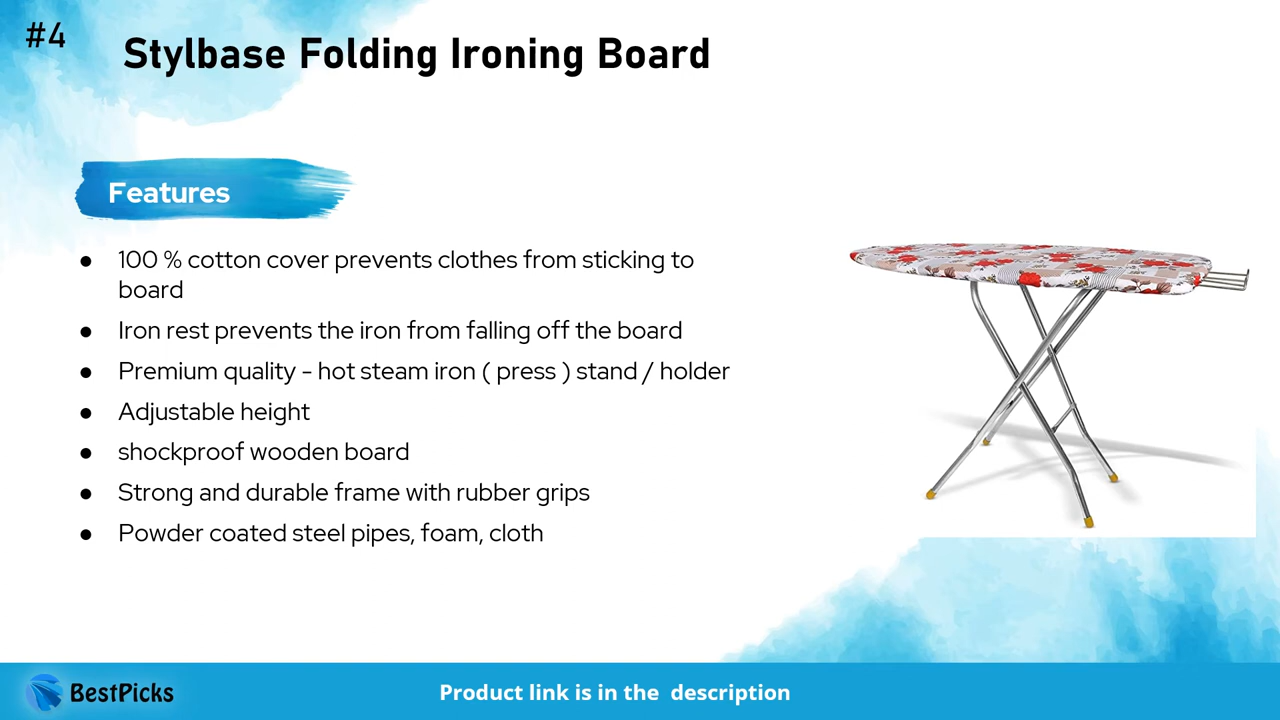 #4
Stylbase Folding Ironing Board
Features
● 100 % cotton cover prevents clothes from sticking to
board
● Iron rest prevents the iron from falling off the board
● Premium quality - hot steam iron ( press ) stand / holder
● Adjustable height
● shockproof wooden board
● Strong and durable frame with rubber grips
● Powder coated steel pipes, foam, cloth
BestPicks
Product link is in the  description